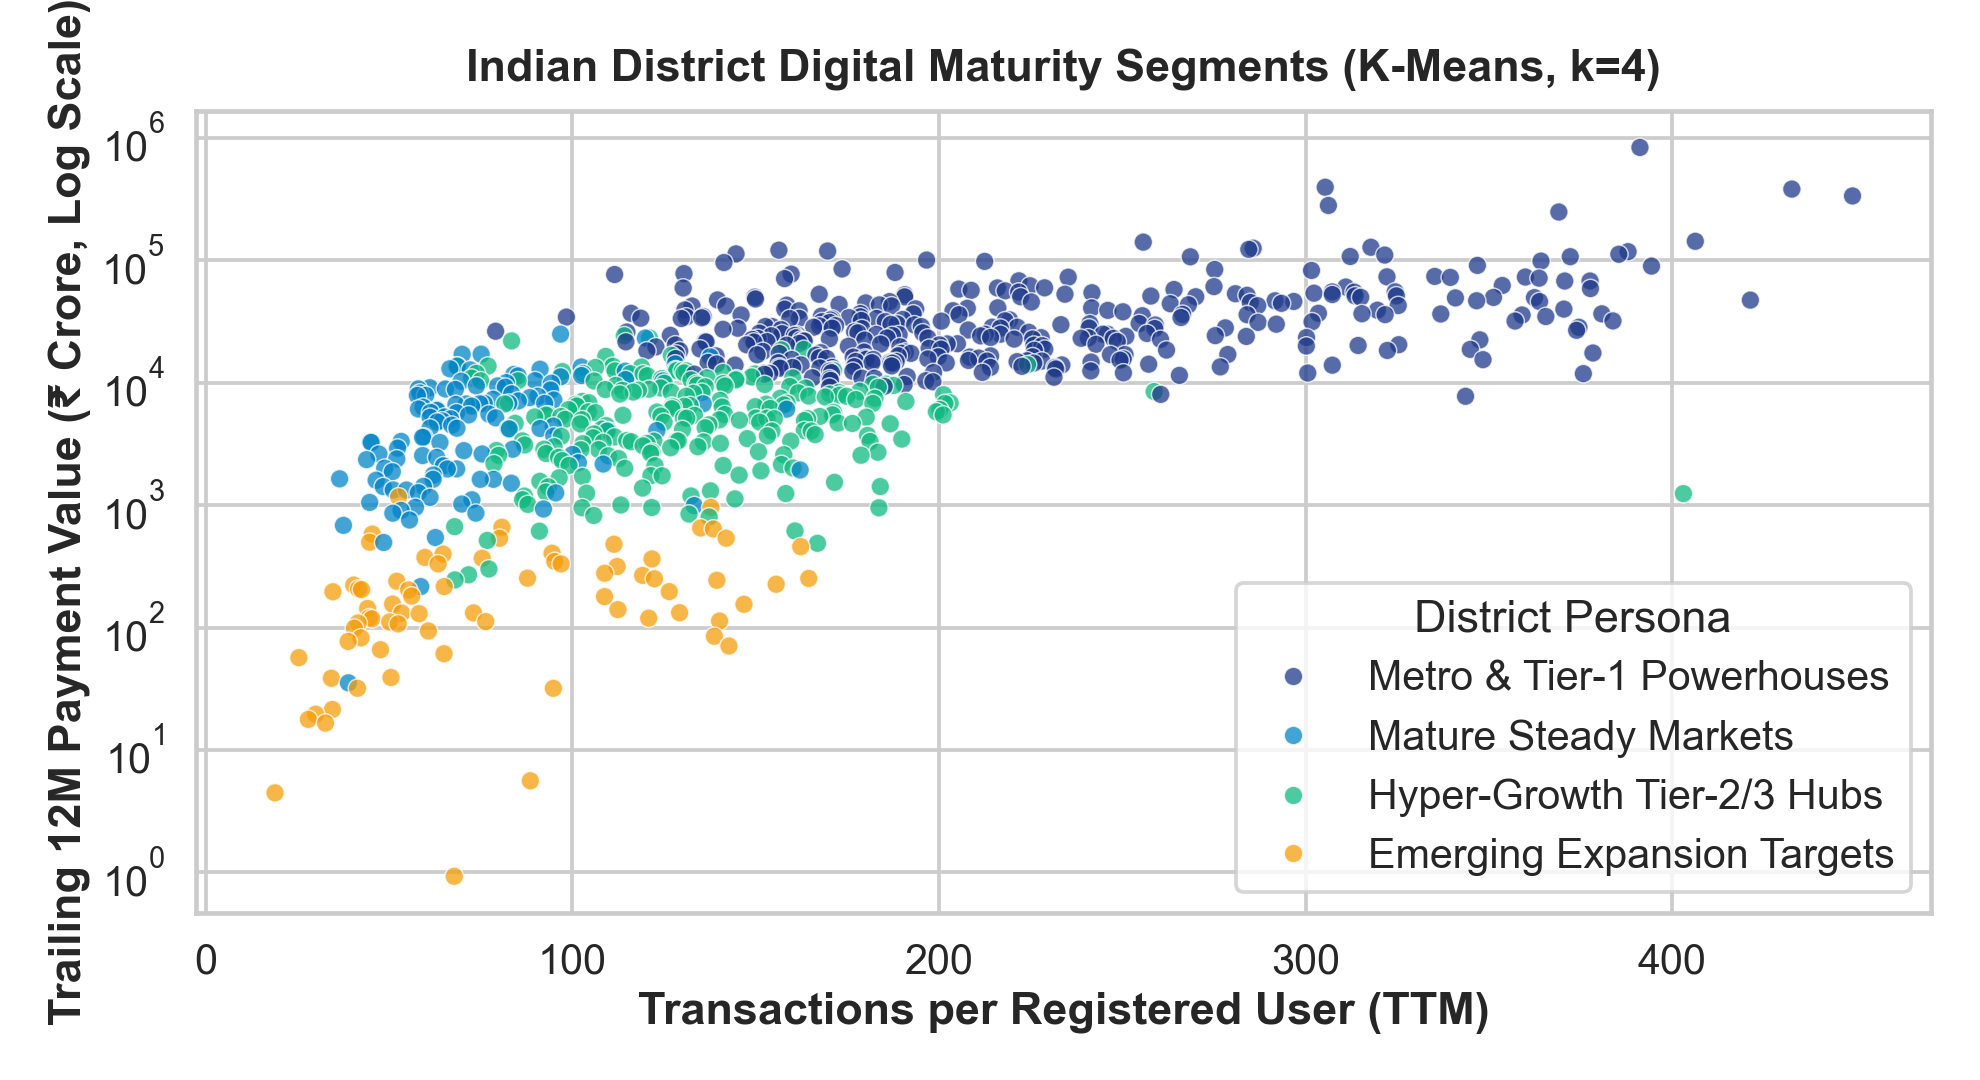 Indian District Digital Maturity Segments (K-Means, k=4)
Trailing 12M Payment Value (₹ Crore, Log Scale)
10^6
10^5
10^4
10^3
10^2
10^1
10^0
District Persona
Metro & Tier-1 Powerhouses
Mature Steady Markets
Hyper-Growth Tier-2/3 Hubs
Emerging Expansion Targets
0 100 200 300 400
Transactions per Registered User (TTM)